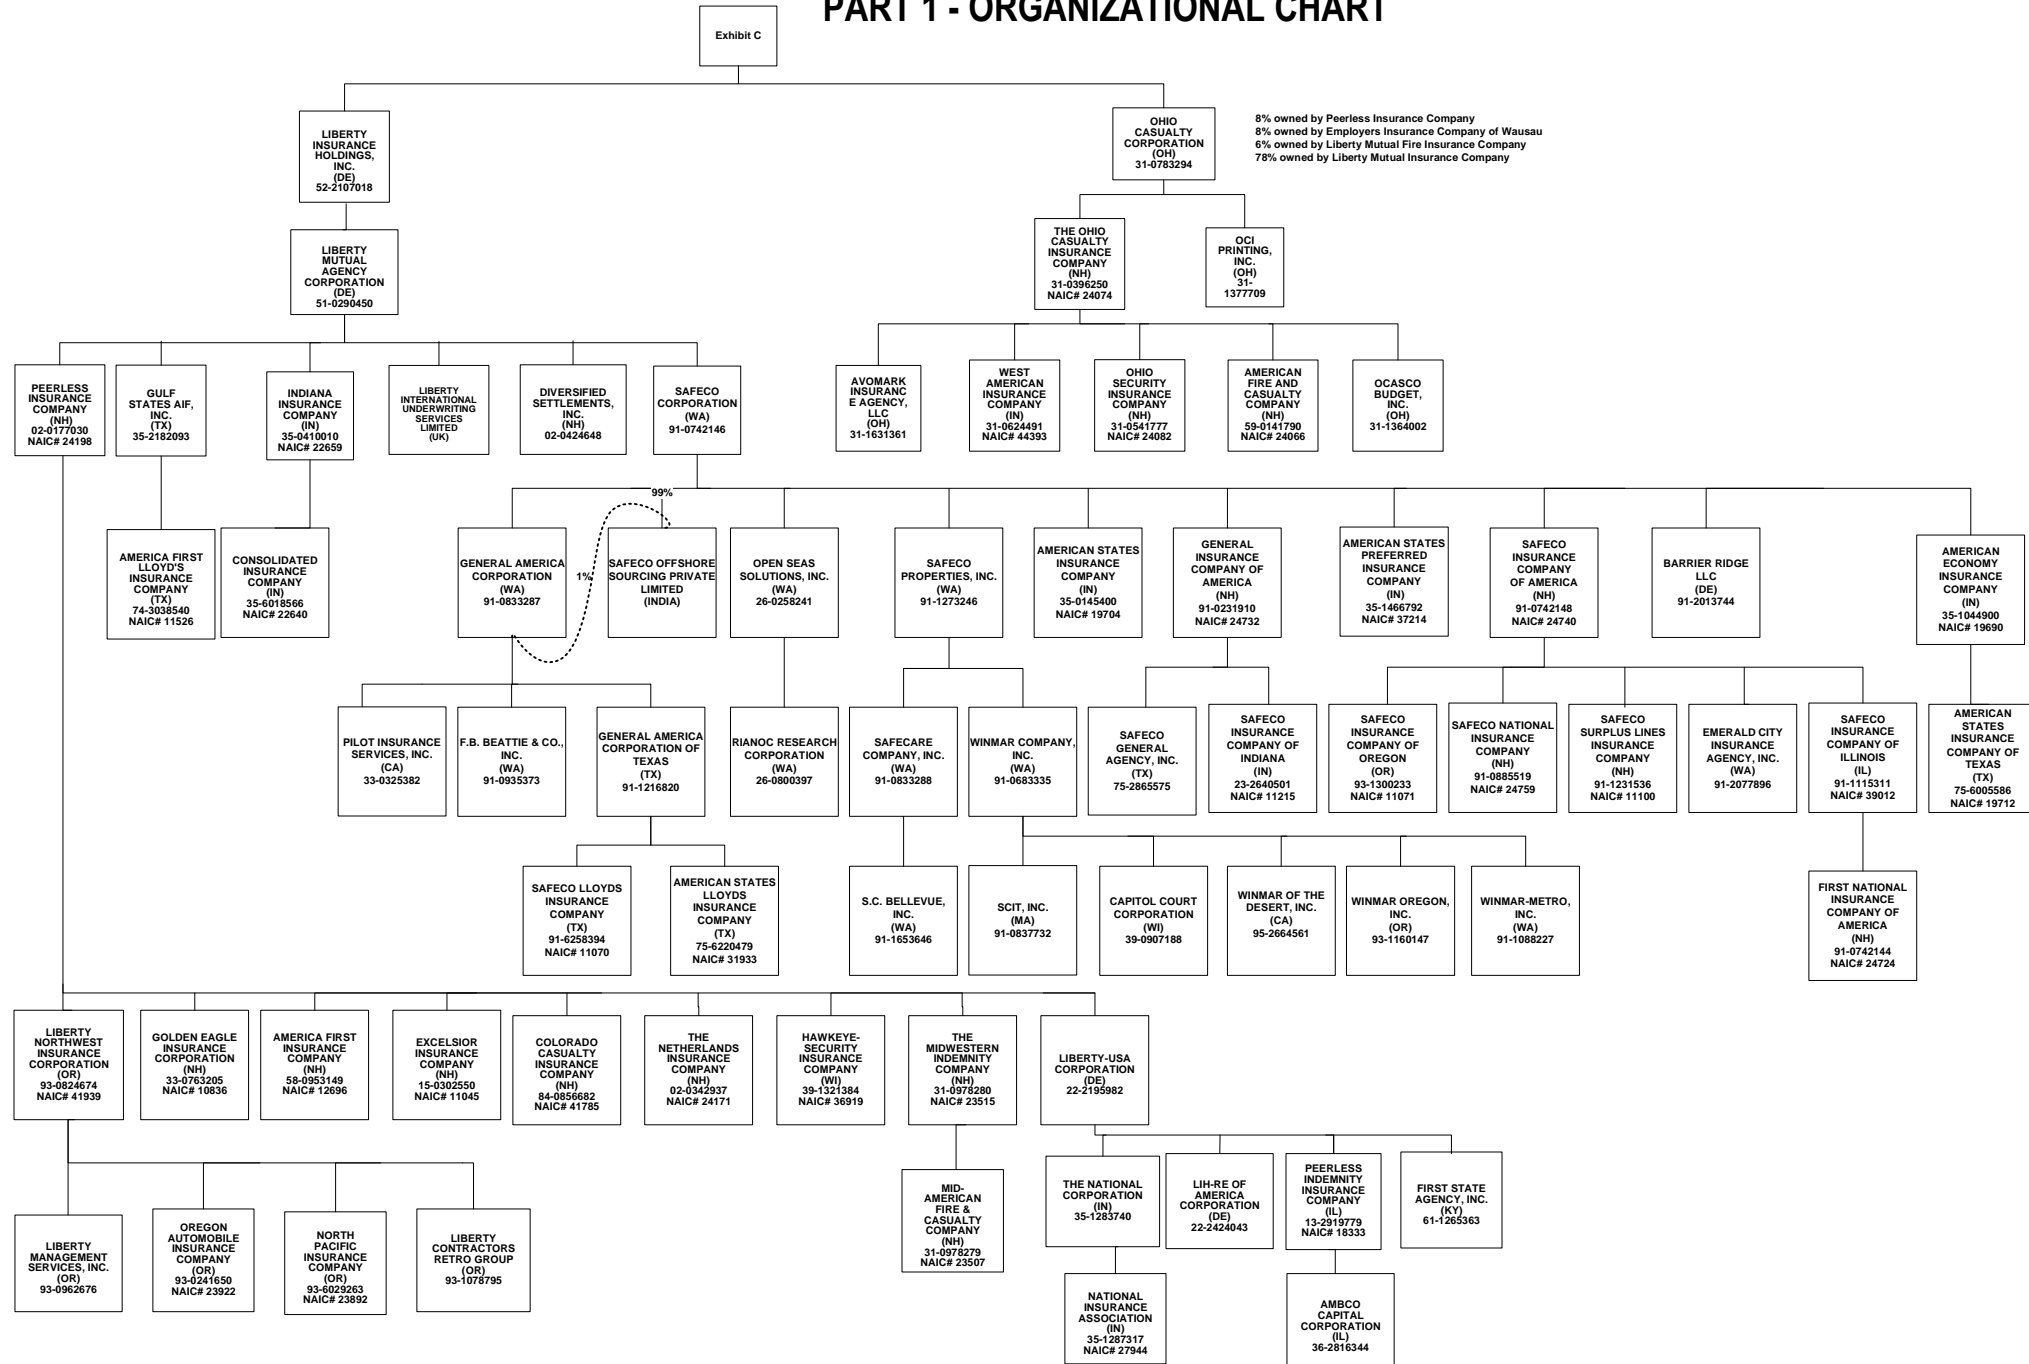 PART 1 - ORGANIZATIONAL CHART
Exhibit C
LIBERTY
INSURANCE
HOLDINGS,
INC.
(DE)
52-2107018
OHIO
CASUALTY
CORPORATION
(OH)
31-0783294
8% owned by Peerless Insurance Company
8% owned by Employers Insurance Company of Wausau
6% owned by Liberty Mutual Fire Insurance Company
78% owned by Liberty Mutual Insurance Company
LIBERTY
MUTUAL
AGENCY
CORPORATION
(DE)
51-0290450
THE OHIO
CASUALTY
INSURANCE
COMPANY
(NH)
31-0396250
NAIC# 24074
OCI
PRINTING,
INC.
(OH)
31-
1377709
PEERLESS
INSURANCE
COMPANY
(NH)
02-0177030
NAIC# 24198
GULF
STATES AIF,
INC.
(TX)
35-2182093
INDIANA
INSURANCE
COMPANY
(IN)
35-0410010
NAIC# 22659
LIBERTY
INTERNATIONAL
UNDERWRITING
SERVICES
LIMITED
(UK)
DIVERSIFIED
SETTLEMENTS,
INC.
(NH)
02-0424648
SAFECO
CORPORATION
(WA)
91-0742146
AVOMARK
INSURANC
E AGENCY,
LLC
(OH)
31-1631361
WEST
AMERICAN
INSURANCE
COMPANY
(IN)
31-0624491
NAIC# 44393
OHIO
SECURITY
INSURANCE
COMPANY
(NH)
31-0541777
NAIC# 24082
AMERICAN
FIRE AND
CASUALTY
COMPANY
(NH)
59-0141790
NAIC# 24066
OCASCO
BUDGET,
INC.
(OH)
31-1364002
99%
1%
AMERICA FIRST
LLOYD'S
INSURANCE
COMPANY
(TX)
74-3038540
NAIC# 11526
CONSOLIDATED
INSURANCE
COMPANY
(IN)
35-6018566
NAIC# 22640
GENERAL AMERICA
CORPORATION
(WA)
91-0833287
SAFECO OFFSHORE
SOURCING PRIVATE
LIMITED
(INDIA)
OPEN SEAS
SOLUTIONS, INC.
(WA)
26-0258241
SAFECO
PROPERTIES, INC.
(WA)
91-1273246
AMERICAN STATES
INSURANCE
COMPANY
(IN)
35-0145400
NAIC# 19704
GENERAL
INSURANCE
COMPANY OF
AMERICA
(NH)
91-0231910
NAIC# 24732
AMERICAN STATES
PREFERRED
INSURANCE
COMPANY
(IN)
35-1466792
NAIC# 37214
SAFECO
INSURANCE
COMPANY
OF AMERICA
(NH)
91-0742148
NAIC# 24740
BARRIER RIDGE
LLC
(DE)
91-2013744
AMERICAN
ECONOMY
INSURANCE
COMPANY
(IN)
35-1044900
NAIC# 19690
PILOT INSURANCE
SERVICES, INC.
(CA)
33-0325382
F.B. BEATTIE & CO.,
INC.
(WA)
91-0935373
GENERAL AMERICA
CORPORATION OF
TEXAS
(TX)
91-1216820
RIANOC RESEARCH
CORPORATION
(WA)
26-0800397
SAFECARE
COMPANY, INC.
(WA)
91-0833288
WINMAR COMPANY,
INC.
(WA)
91-0683335
SAFECO
GENERAL
AGENCY, INC.
(TX)
75-2865575
SAFECO
INSURANCE
COMPANY OF
INDIANA
(IN)
23-2640501
NAIC# 11215
SAFECO
INSURANCE
COMPANY OF
OREGON
(OR)
93-1300233
NAIC# 11071
SAFECO NATIONAL
INSURANCE
COMPANY
(NH)
91-0885519
NAIC# 24759
SAFECO
SURPLUS LINES
INSURANCE
COMPANY
(NH)
91-1231536
NAIC# 11100
EMERALD CITY
INSURANCE
AGENCY, INC.
(WA)
91-2077896
SAFECO
INSURANCE
COMPANY OF
ILLINOIS
(IL)
91-1115311
NAIC# 39012
AMERICAN
STATES
INSURANCE
COMPANY OF
TEXAS
(TX)
75-6005586
NAIC# 19712
SAFECO LLOYDS
INSURANCE
COMPANY
(TX)
91-6258394
NAIC# 11070
AMERICAN STATES
LLOYDS
INSURANCE
COMPANY
(TX)
75-6220479
NAIC# 31933
S.C. BELLEVUE,
INC.
(WA)
91-1653646
SCIT, INC.
(MA)
91-0837732
CAPITOL COURT
CORPORATION
(WI)
39-0907188
WINMAR OF THE
DESERT, INC.
(CA)
95-2664561
WINMAR OREGON,
INC.
(OR)
93-1160147
WINMAR-METRO,
INC.
(WA)
91-1088227
FIRST NATIONAL
INSURANCE
COMPANY OF
AMERICA
(NH)
91-0742144
NAIC# 24724
LIBERTY
NORTHWEST
INSURANCE
CORPORATION
(OR)
93-0824674
NAIC# 41939
GOLDEN EAGLE
INSURANCE
CORPORATION
(NH)
33-0763205
NAIC# 10836
AMERICA FIRST
INSURANCE
COMPANY
(NH)
58-0953149
NAIC# 12696
EXCELSIOR
INSURANCE
COMPANY
(NH)
15-0302550
NAIC# 11045
COLORADO
CASUALTY
INSURANCE
COMPANY
(NH)
84-0856682
NAIC# 41785
THE
NETHERLANDS
INSURANCE
COMPANY
(NH)
02-0342937
NAIC# 24171
HAWKEYE-
SECURITY
INSURANCE
COMPANY
(WI)
39-1321384
NAIC# 36919
THE
MIDWESTERN
INDEMNITY
COMPANY
(NH)
31-0978280
NAIC# 23515
LIBERTY-USA
CORPORATION
(DE)
22-2195982
LIBERTY
MANAGEMENT
SERVICES, INC.
(OR)
93-0962676
OREGON
AUTOMOBILE
INSURANCE
COMPANY
(OR)
93-0241650
NAIC# 23922
NORTH
PACIFIC
INSURANCE
COMPANY
(OR)
93-6029263
NAIC# 23892
LIBERTY
CONTRACTORS
RETRO GROUP
(OR)
93-1078795
MID-
AMERICAN
FIRE &
CASUALTY
COMPANY
(NH)
31-0978279
NAIC# 23507
THE NATIONAL
CORPORATION
(IN)
35-1283740
LIH-RE OF
AMERICA
CORPORATION
(DE)
22-2424043
PEERLESS
INDEMNITY
INSURANCE
COMPANY
(IL)
13-2919779
NAIC# 18333
FIRST STATE
AGENCY, INC.
(KY)
61-1265363
NATIONAL
INSURANCE
ASSOCIATION
(IN)
35-1287317
NAIC# 27944
AMBCO
CAPITAL
CORPORATION
(IL)
36-2816344